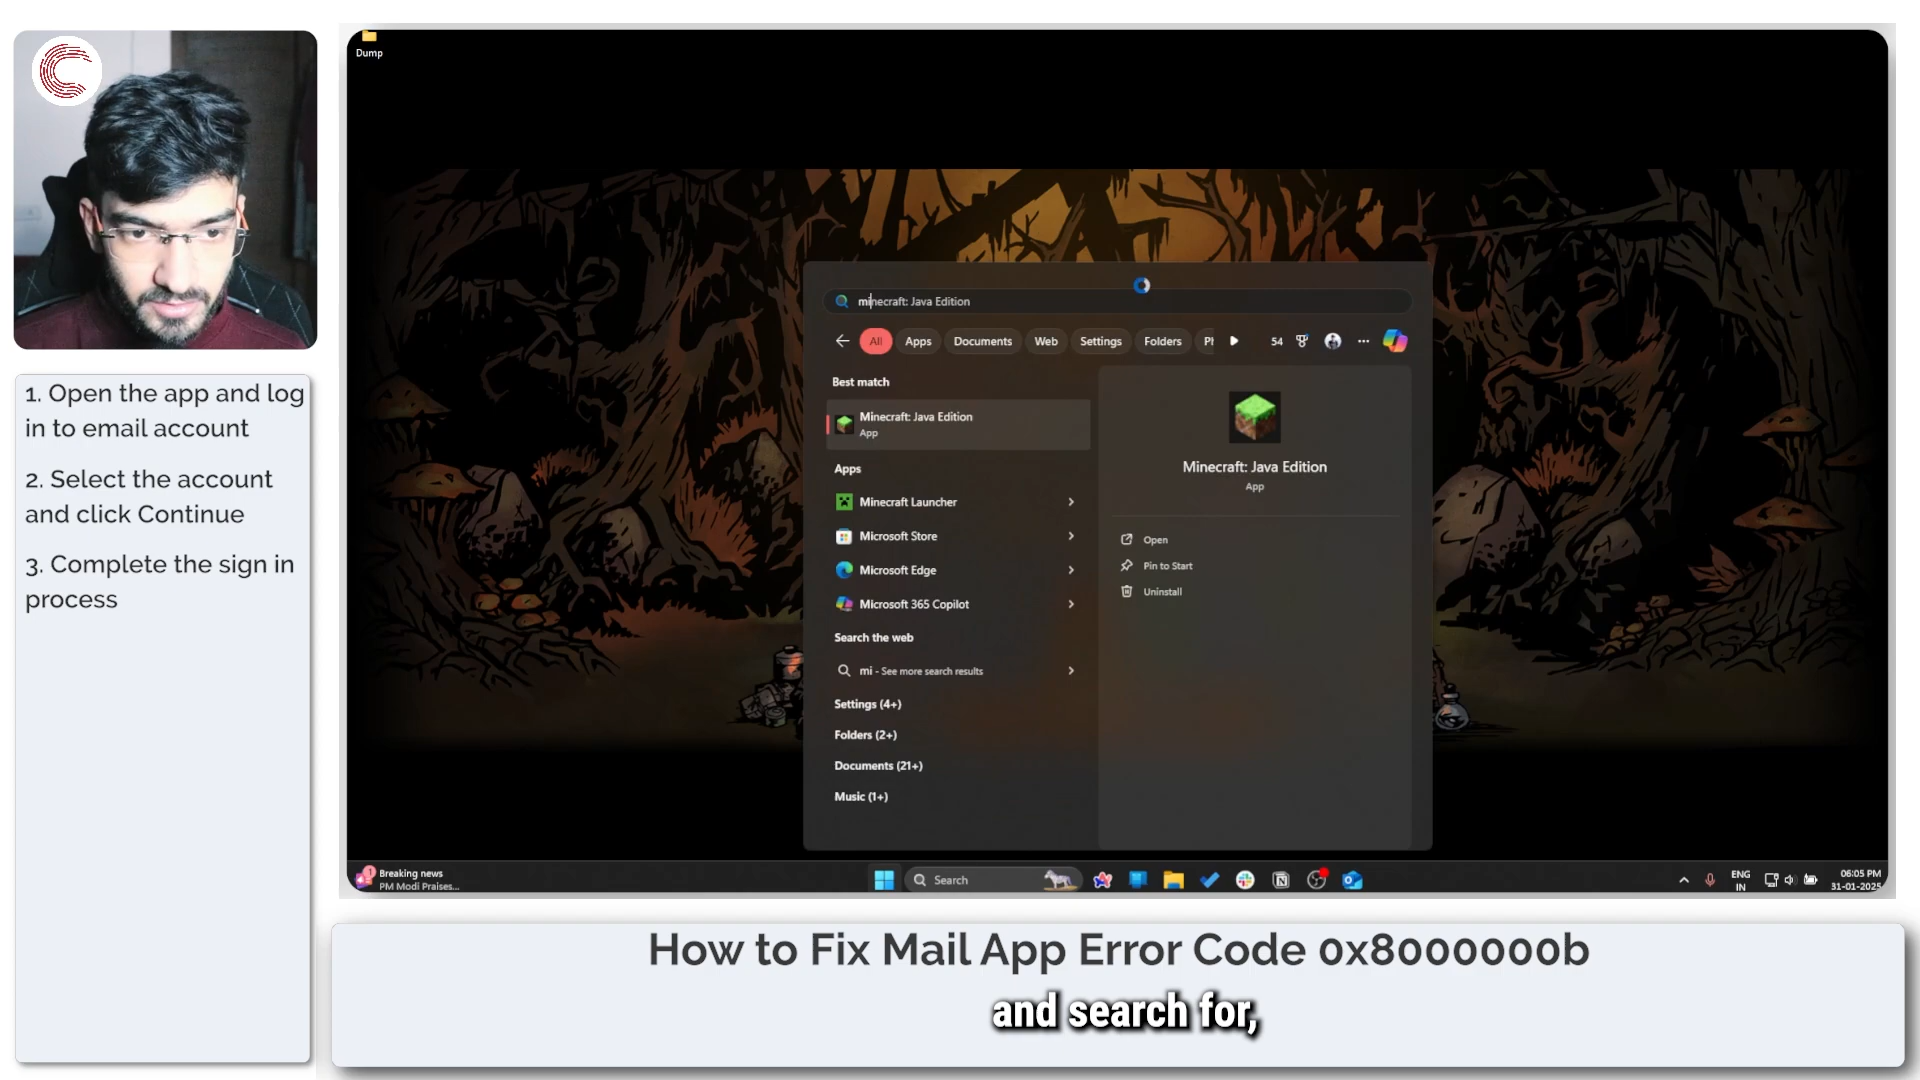 1. Open the app and log
in to email account
2. Select the account
and click Continue
3. Complete the sign in
process
Dump
minecraft: Java Edition
All
Apps
Documents
Web
Settings
Folders
54
Best match
Minecraft: Java Edition
App
Apps
Minecraft Launcher
Microsoft Store
Microsoft Edge
Microsoft 365 Copilot
Search the web
mi - See more search results
Settings (4+)
Folders (2+)
Documents (21+)
Music (1+)
Minecraft: Java Edition
App
Open
Pin to Start
Uninstall
1
Breaking news
PM Modi Praises...
Search
ENG
IN
06:05 PM
31-01-2025
How to Fix Mail App Error Code 0x8000000b
and search for,